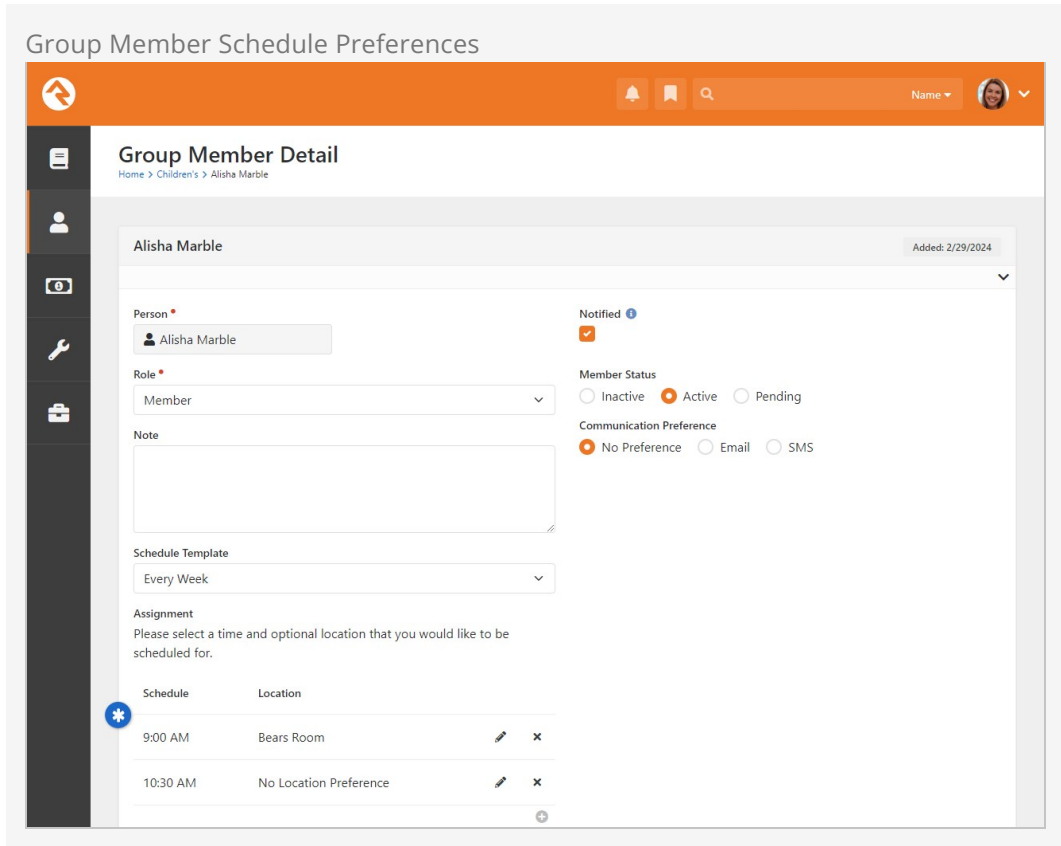 Group Member Schedule Preferences
Name
Group Member Detail
Home > Children's > Alisha Marble
Alisha Marble
Added: 2/29/2024
Person
Alisha Marble
Notified
Role
Member
Member Status
Inactive Active Pending
Note
Communication Preference
No Preference Email SMS
Schedule Template
Every Week
Assignment
Please select a time and optional location that you would like to be
scheduled for.
Schedule Location
9:00 AM Bears Room
10:30 AM No Location Preference